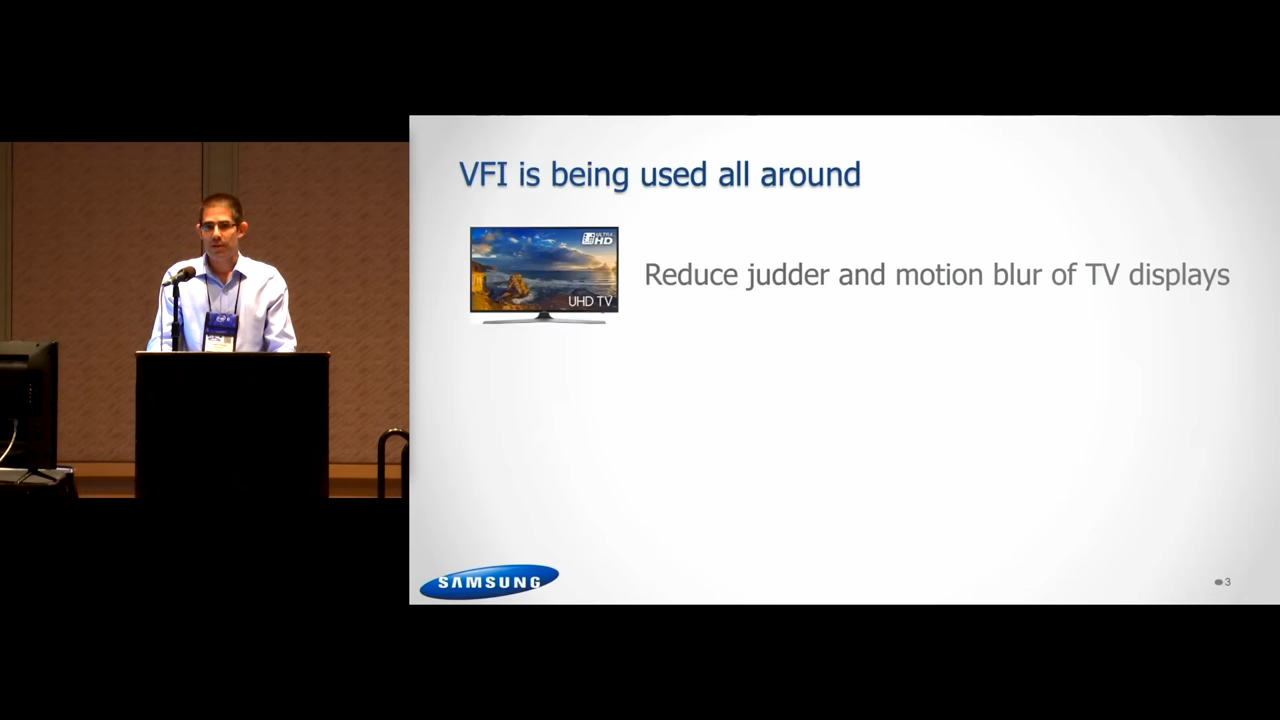 VFI is being used all around
ULTRA
HD
UHD TV
Reduce judder and motion blur of TV displays
SAMSUNG
3